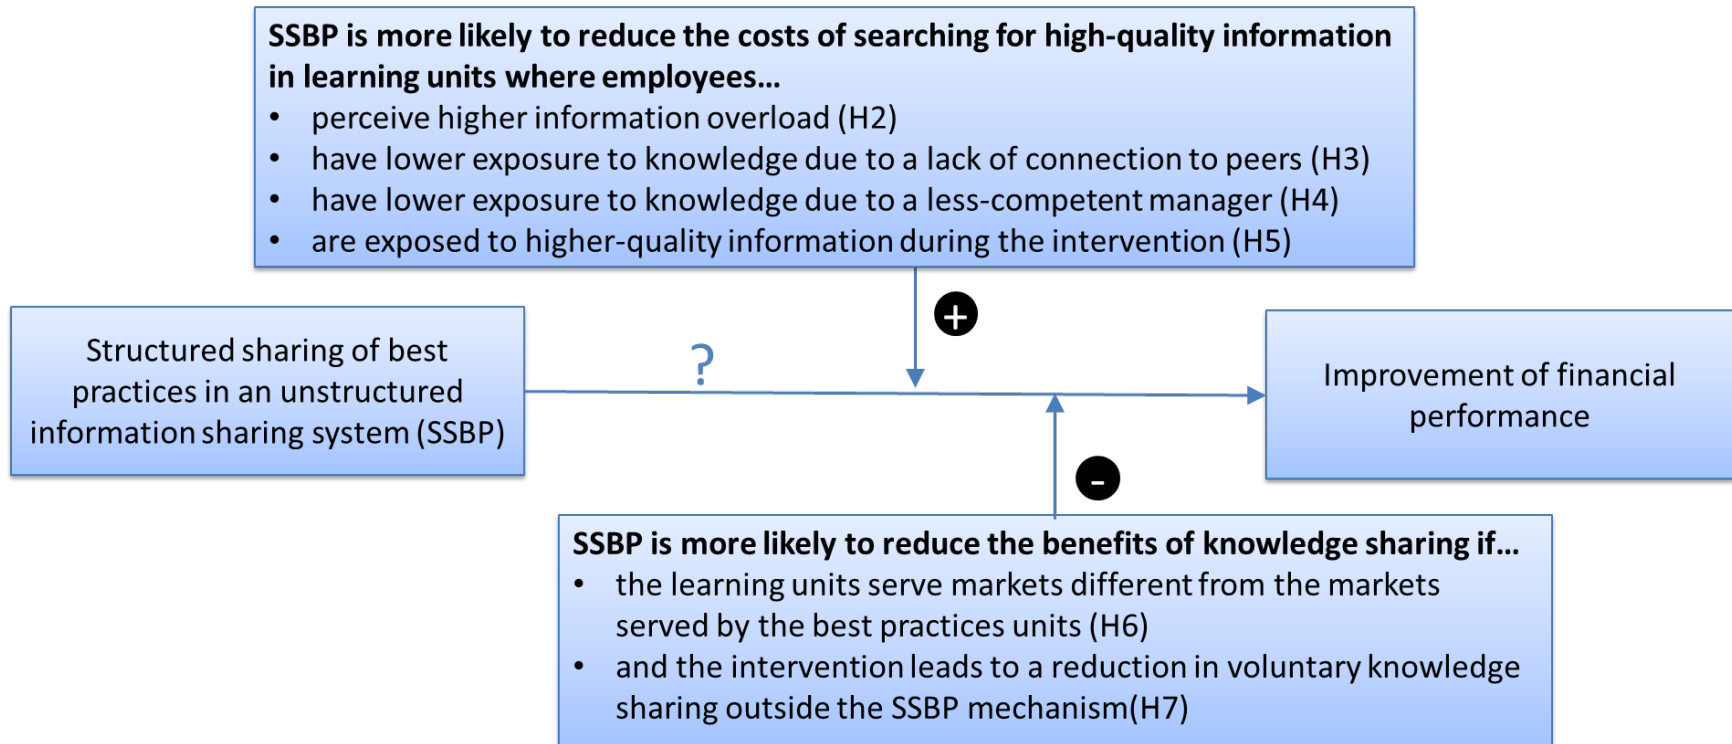 SSBP is more likely to reduce the costs of searching for high-quality information
in learning units where employees...
• perceive higher information overload (H2)
• have lower exposure to knowledge due to a lack of connection to peers (H3)
• have lower exposure to knowledge due to a less-competent manager (H4)
• are exposed to higher-quality information during the intervention (H5)
+
Structured sharing of best
practices in an unstructured
information sharing system (SSBP)
?
Improvement of financial
performance
-
SSBP is more likely to reduce the benefits of knowledge sharing if...
• the learning units serve markets different from the markets
served by the best practices units (H6)
• and the intervention leads to a reduction in voluntary knowledge
sharing outside the SSBP mechanism(H7)